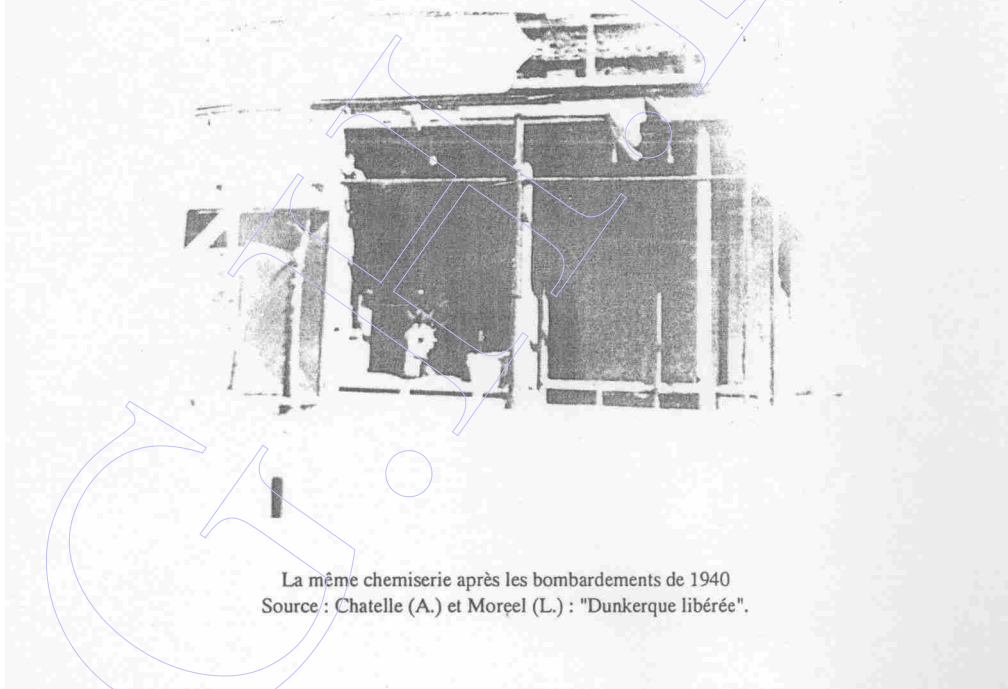 La même chemiserie après les bombardements de 1940
Source : Chatelle (A.) et Moreel (L.) : "Dunkerque libérée".